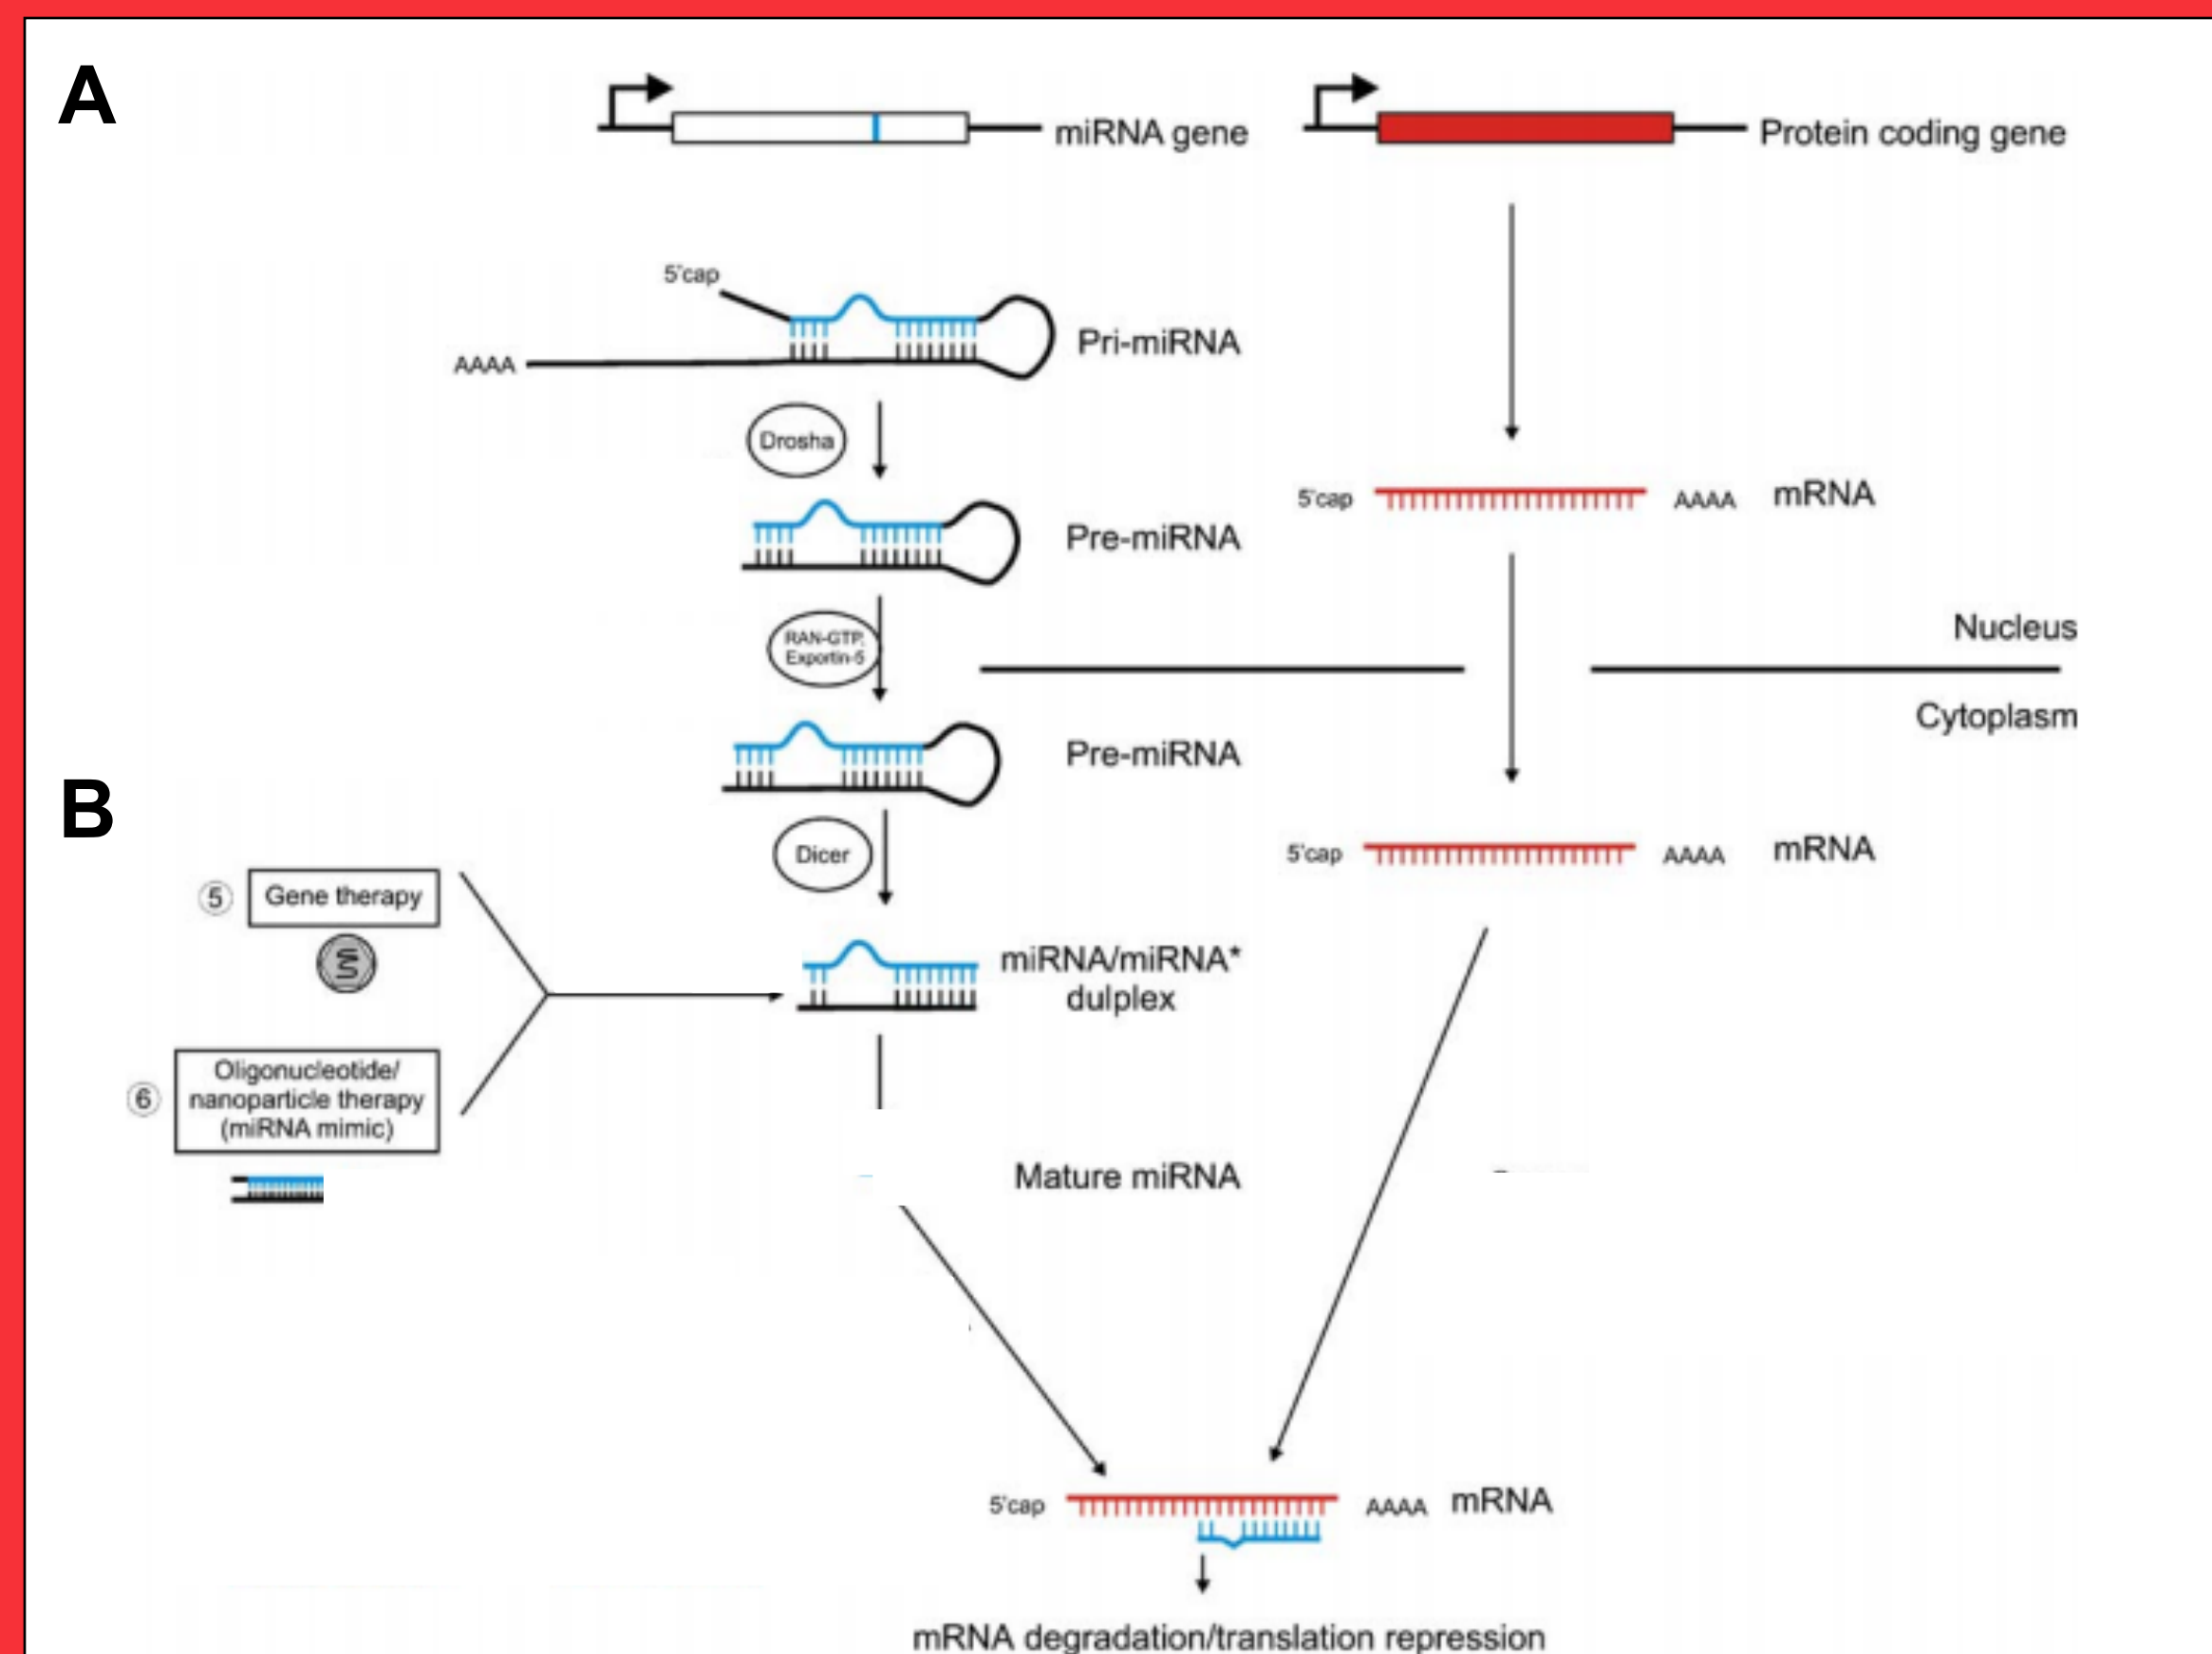 A
miRNA gene
Protein coding gene
5'cap
AAAA
Pri-miRNA
Drosha
5'cap
AAAA
mRNA
Pre-miRNA
RAN-GTP,
Exportin-5
Nucleus
Cytoplasm
Pre-miRNA
B
Dicer
5'cap
AAAA
mRNA
5
Gene therapy
miRNA/miRNA*
dulplex
6
Oligonucleotide/
nanoparticle therapy
(miRNA mimic)
Mature miRNA
5'cap
AAAA
mRNA
mRNA degradation/translation repression